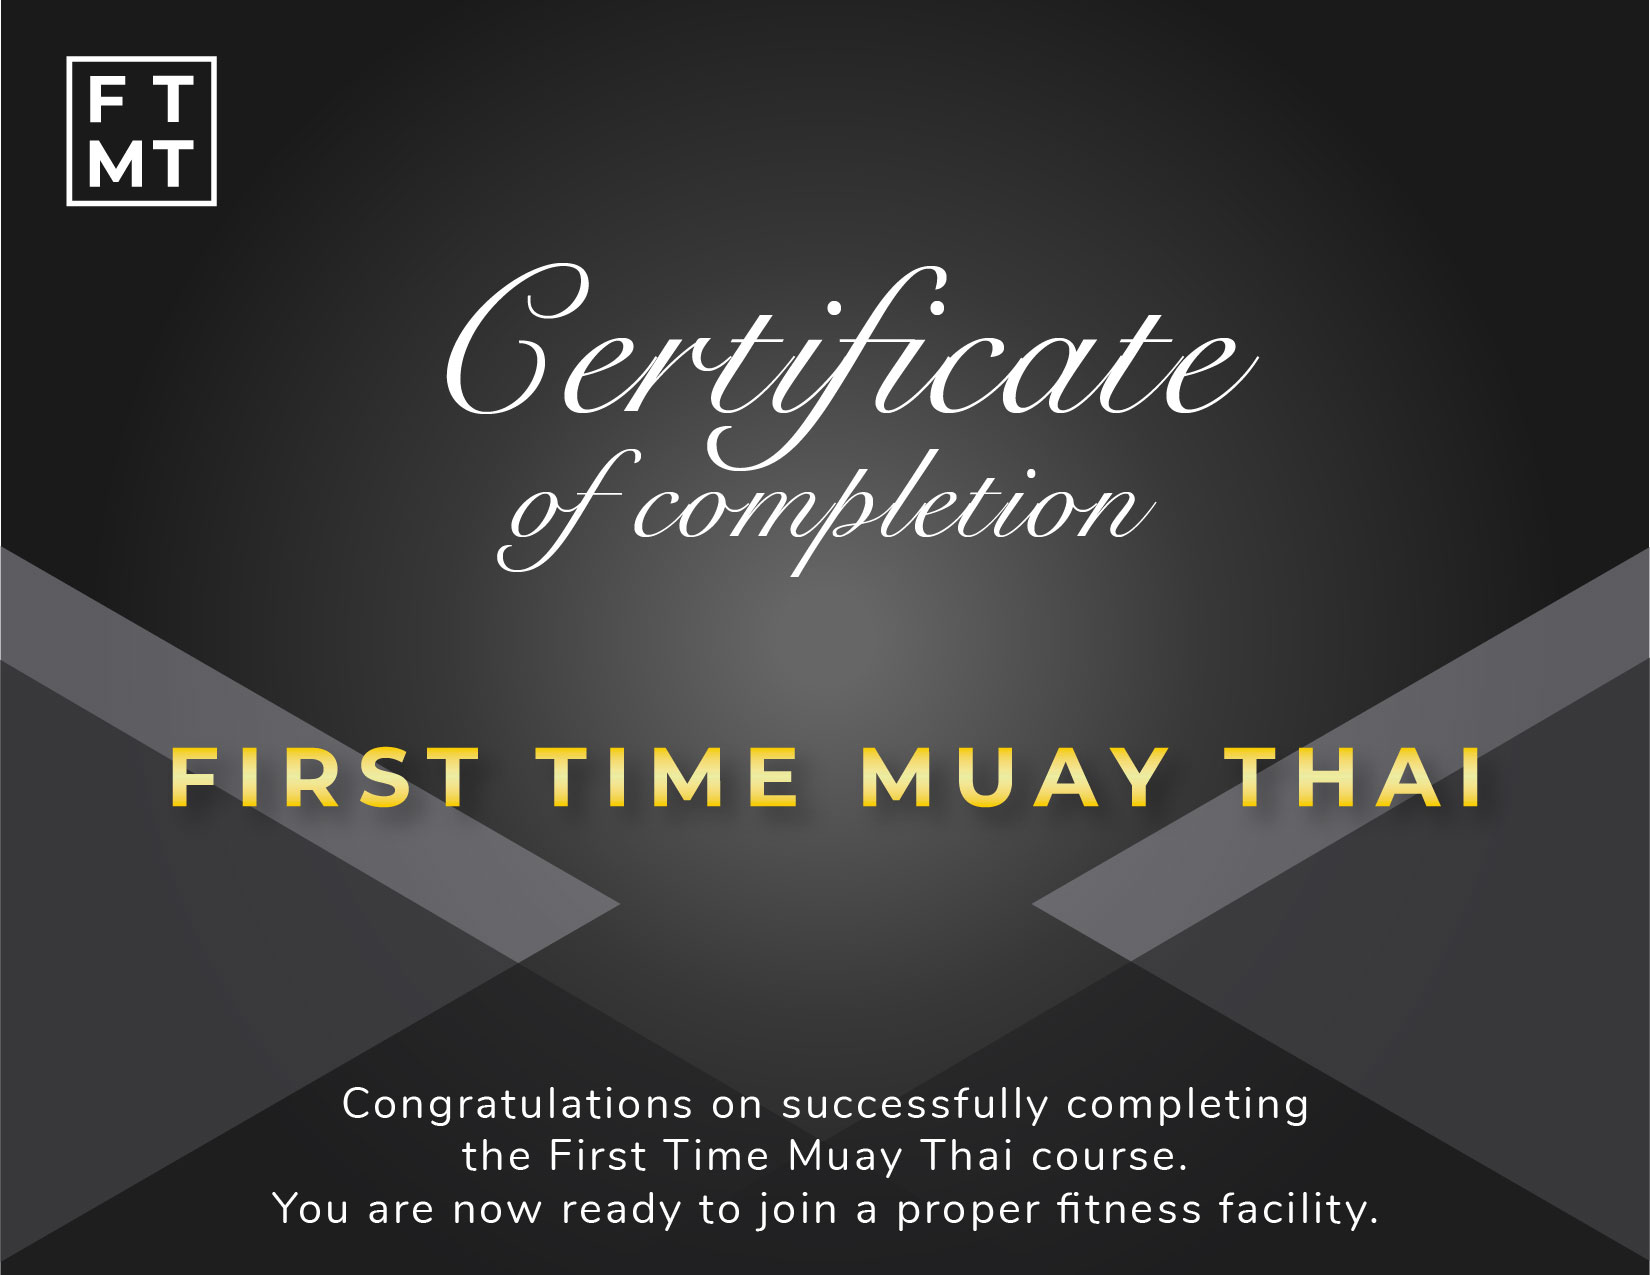 F T
MT
Certificate
of completion
FIRST TIME MUAY THAI
Congratulations on successfully completing
the First Time Muay Thai course.
You are now ready to join a proper fitness facility.